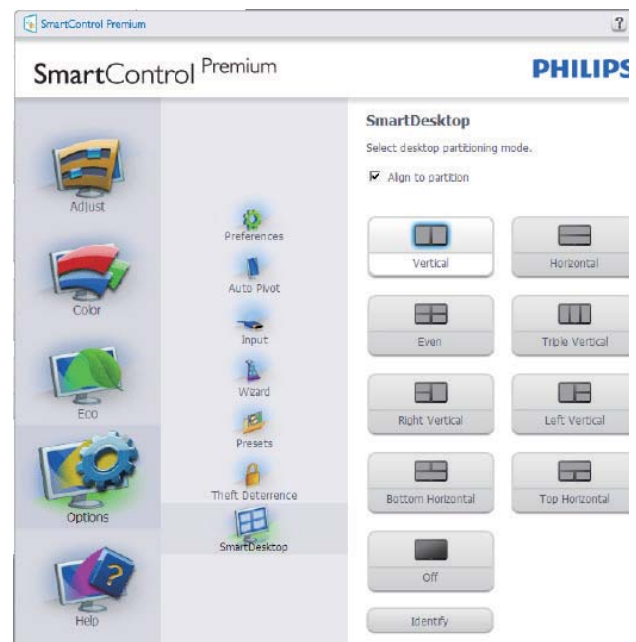 SmartControl Premium
?
SmartControl Premium
PHILIPS
Adjust
Color
Eco
Options
Help
Preferences
Auto Pivot
Input
Wizard
Presets
Theft Deterrence
SmartDesktop
SmartDesktop
Select desktop partitioning mode.
Align to partition
Vertical
Horizontal
Even
Triple Vertical
Right Vertical
Left Vertical
Bottom Horizontal
Top Horizontal
Off
Identify